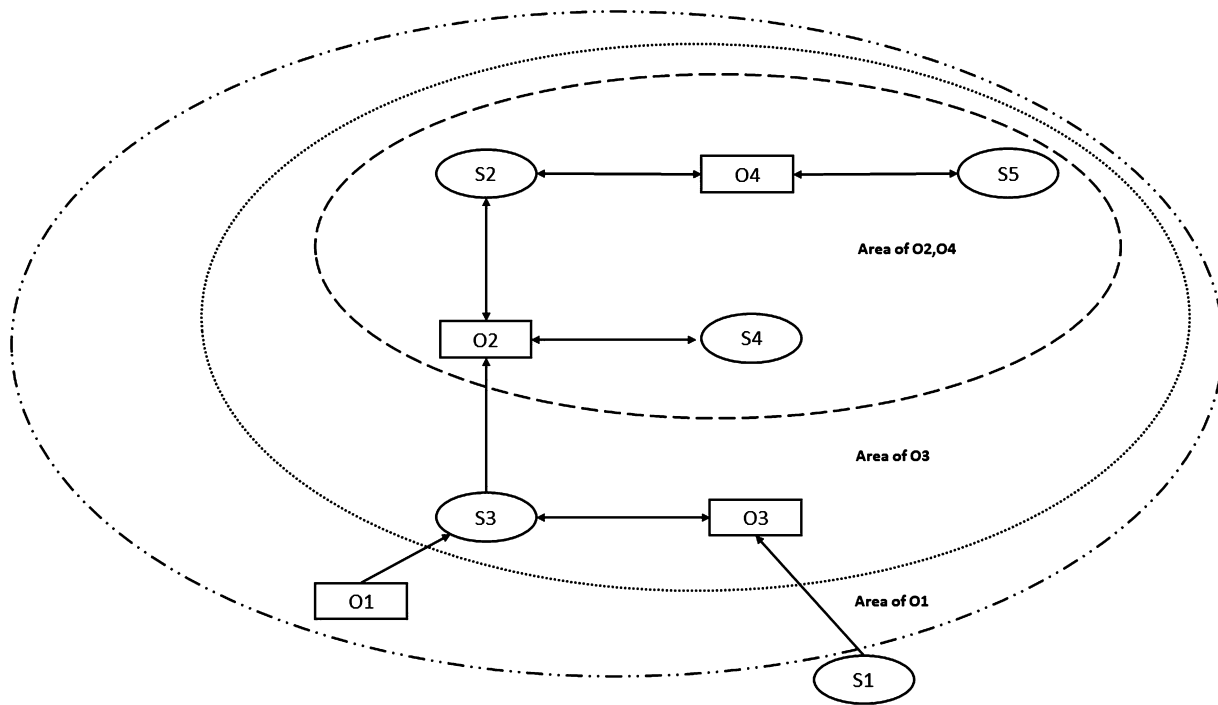 S2
O4
S5
Area of O2,O4
O2
S4
Area of O3
S3
O3
O1
Area of O1
S1